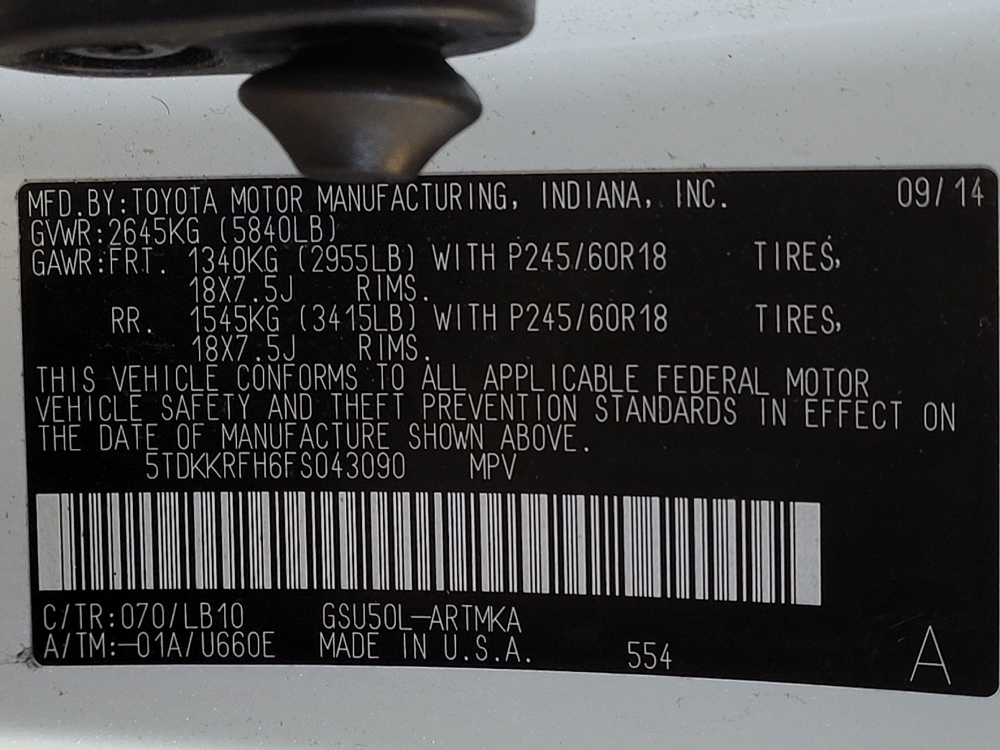 MFD.BY:TOYOTA MOTOR MANUFACTURING, INDIANA, INC. 09/14
GVWR:2645KG (5840LB)
GAWR:FRT. 1340KG (2955LB) WITH P245/60R18 TIRES,
18X7.5J RIMS.
RR. 1545KG (3415LB) WITH P245/60R18 TIRES,
18X7.5J RIMS.
THIS VEHICLE CONFORMS TO ALL APPLICABLE FEDERAL MOTOR
VEHICLE SAFETY AND THEFT PREVENTION STANDARDS IN EFFECT ON
THE DATE OF MANUFACTURE SHOWN ABOVE.
5TDKKRFH6FS043090 MPV
C/TR:070/LB10 GSU50L-ARTMKA
A/TM:-01A/U660E MADE IN U.S.A. 554 A